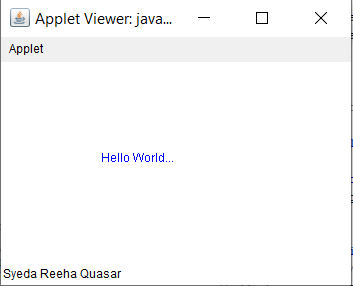 Applet Viewer: java...
Applet
Hello World...
Syeda Reeha Quasar